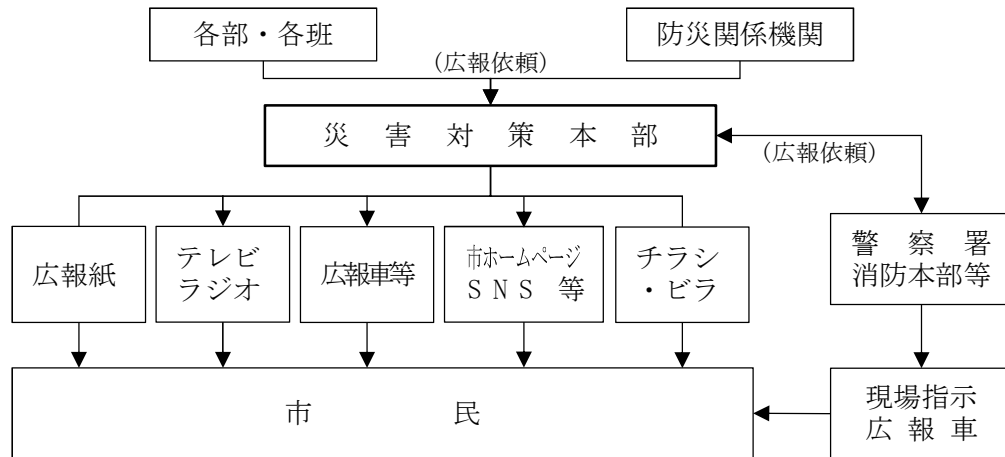 各部・各班
防災関係機関
(広報依頼)
災害対策本部
(広報依頼)
広報紙
テレビ
ラジオ
広報車等
市ホームページ
SNS 等
チラシ
・ビラ
警察署
消防本部等
市民
現場指示
広報車